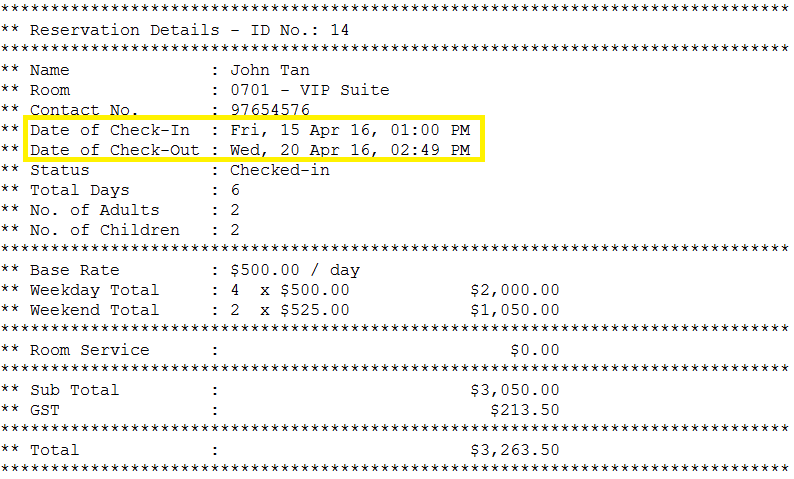 *******************************************************************************
** Reservation Details - ID No.: 14
*******************************************************************************
** Name              : John Tan
** Room              : 0701 - VIP Suite
** Contact No.       : 97654576
** Date of Check-In  : Fri, 15 Apr 16, 01:00 PM
** Date of Check-Out : Wed, 20 Apr 16, 02:49 PM
** Status            : Checked-in
** Total Days        : 6
** No. of Adults     : 2
** No. of Children   : 2
*******************************************************************************
** Base Rate         : $500.00 / day
** Weekday Total     : 4  x $500.00            $2,000.00
** Weekend Total     : 2  x $525.00            $1,050.00
*******************************************************************************
** Room Service      :                             $0.00
*******************************************************************************
** Sub Total         :                         $3,050.00
** GST               :                           $213.50
*******************************************************************************
** Total             :                         $3,263.50
*******************************************************************************